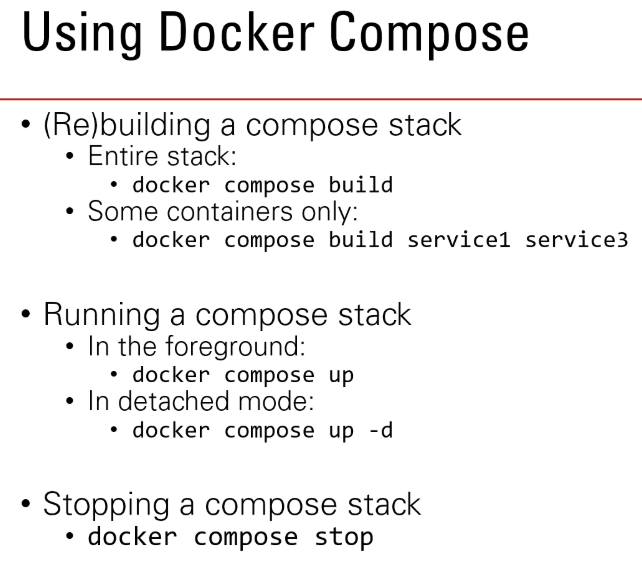 Using Docker Compose
• (Re)building a compose stack
• Entire stack:
• docker compose build
• Some containers only:
• docker compose build service1 service3
• Running a compose stack
• In the foreground:
• docker compose up
• In detached mode:
• docker compose up -d
• Stopping a compose stack
• docker compose stop